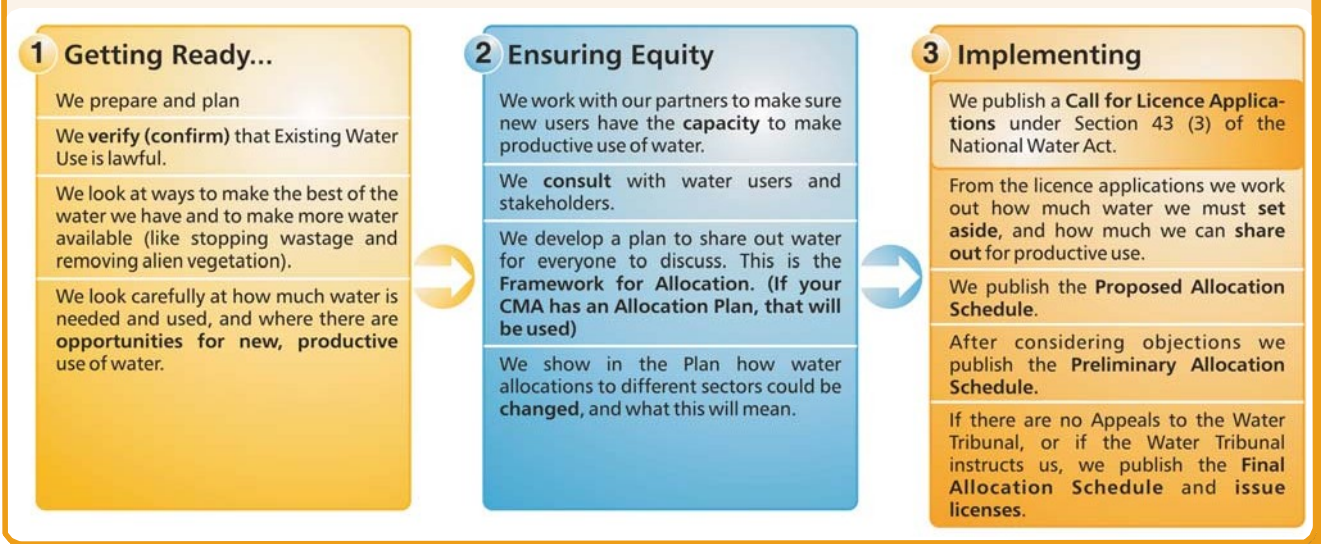 1 Getting Ready...
We prepare and plan
We verify (confirm) that Existing Water
Use is lawful.
We look at ways to make the best of the
water we have and to make more water
available (like stopping wastage and
removing alien vegetation).
We look carefully at how much water is
needed and used, and where there are
opportunities for new, productive
use of water.
2 Ensuring Equity
We work with our partners to make sure
new users have the capacity to make
productive use of water.
We consult with water users and
stakeholders.
We develop a plan to share out water
for everyone to discuss. This is the
Framework for Allocation. (If your
CMA has an Allocation Plan, that will
be used)
We show in the Plan how water
allocations to different sectors could be
changed, and what this will mean.
3 Implementing
We publish a Call for Licence Applica-
tions under Section 43 (3) of the
National Water Act.
From the licence applications we work
out how much water we must set
aside, and how much we can share
out for productive use.
We publish the Proposed Allocation
Schedule.
After considering objections we
publish the Preliminary Allocation
Schedule.
If there are no Appeals to the Water
Tribunal, or if the Water Tribunal
instructs us, we publish the Final
Allocation Schedule and issue
licenses.